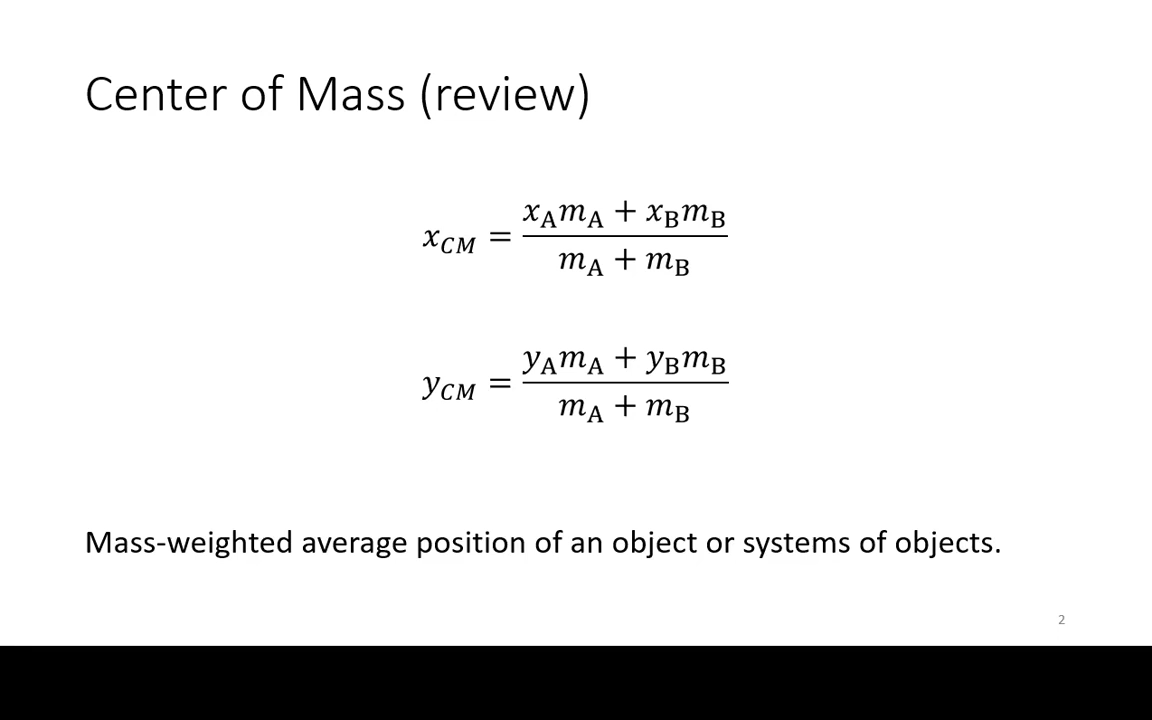 Center of Mass (review)
x_CM = (x_A m_A + x_B m_B) / (m_A + m_B)
y_CM = (y_A m_A + y_B m_B) / (m_A + m_B)
Mass-weighted average position of an object or systems of objects.
2